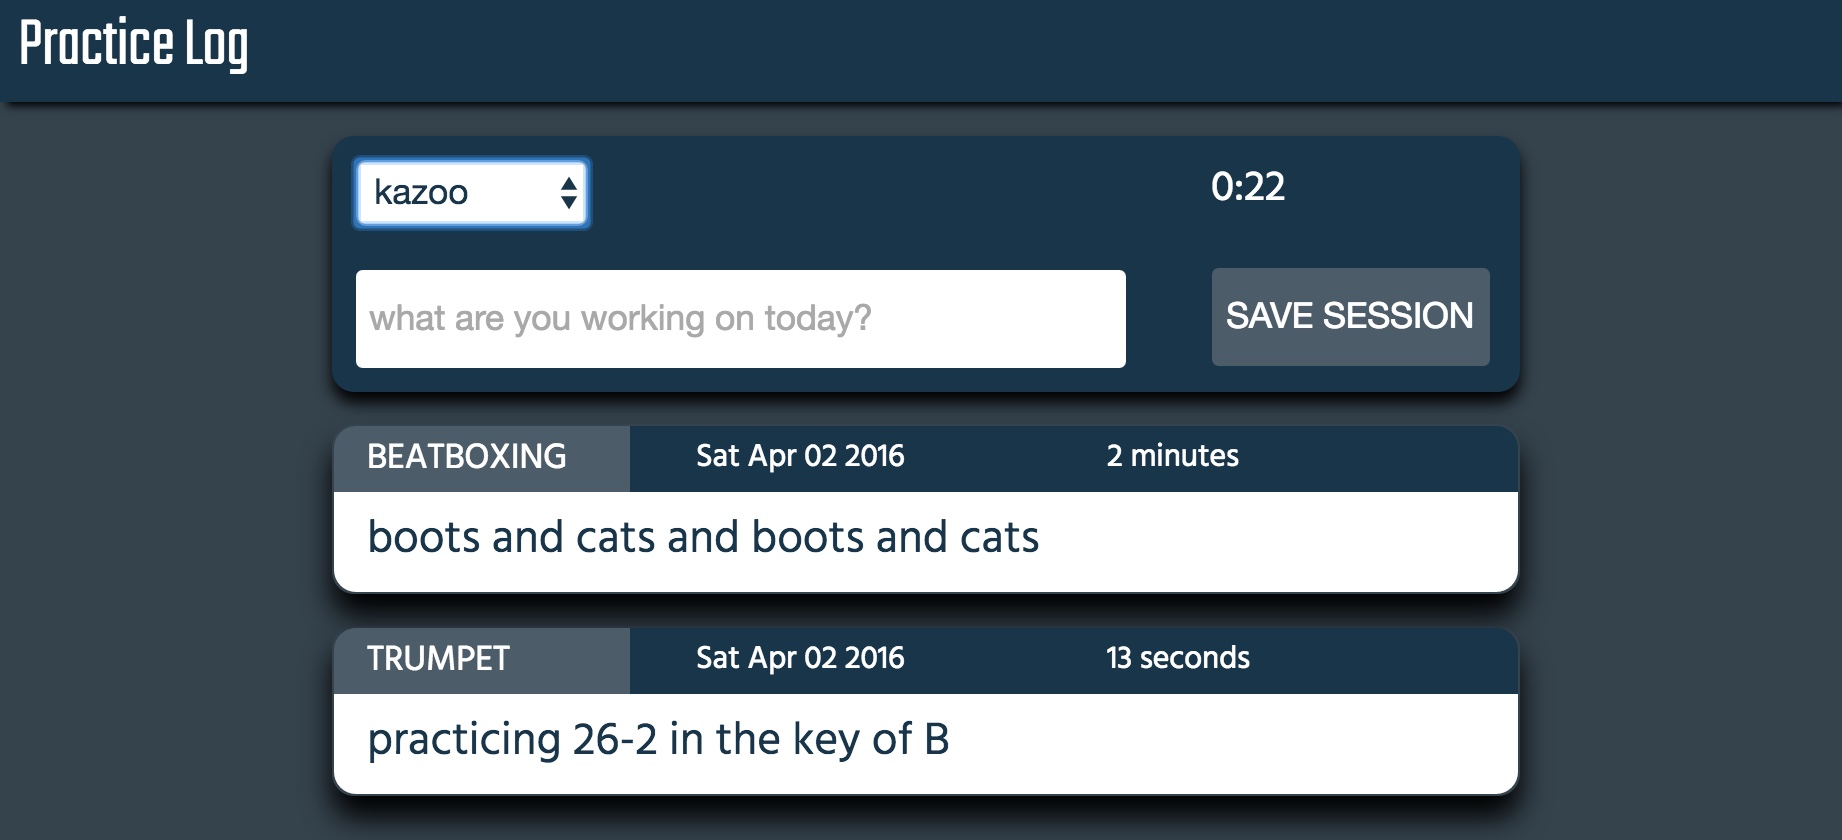 Practice Log
kazoo
0:22
what are you working on today?
SAVE SESSION
BEATBOXING Sat Apr 02 2016 2 minutes
boots and cats and boots and cats
TRUMPET Sat Apr 02 2016 13 seconds
practicing 26-2 in the key of B